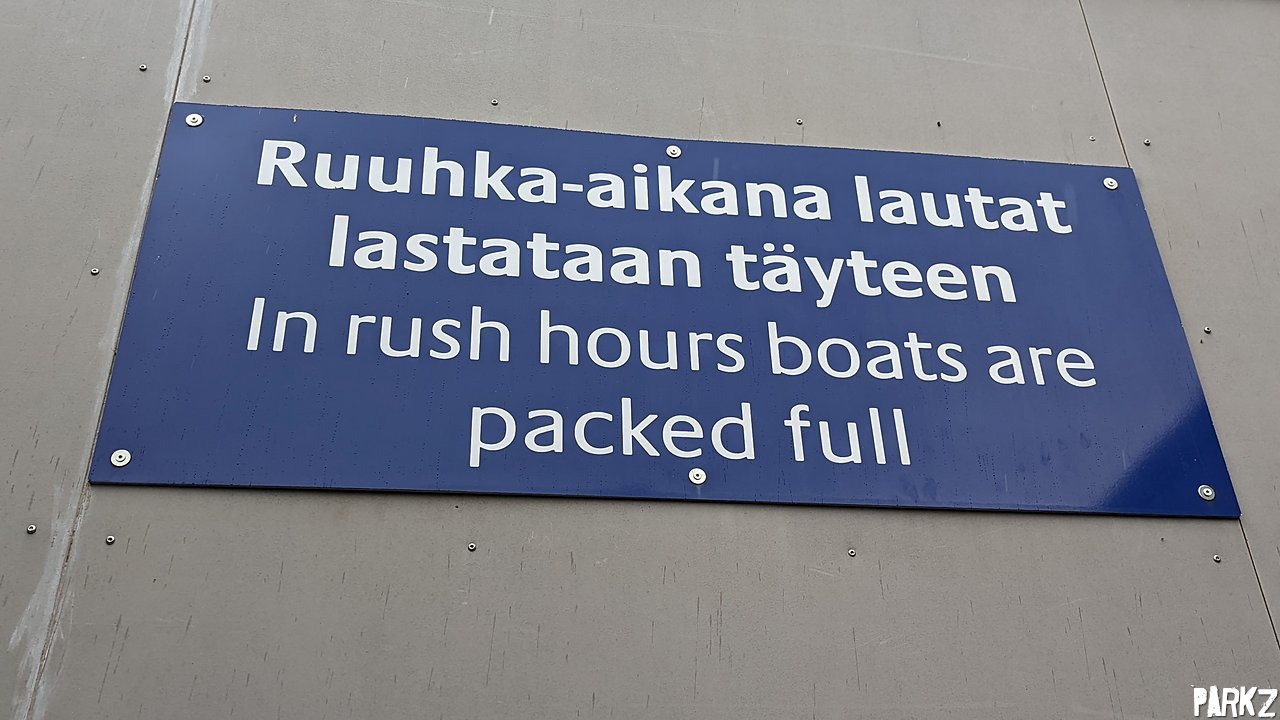 Ruuhka-aikana lautat
lastataan täyteen
In rush hours boats are
packed full
PARKZ